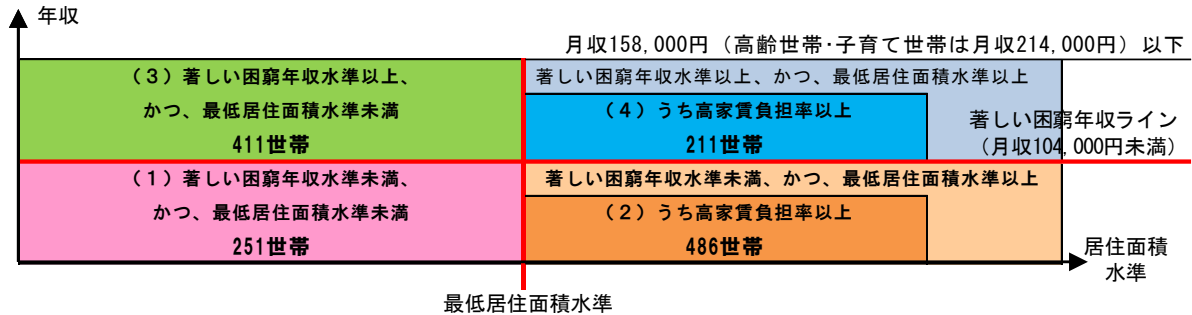 年収
月収158,000円（高齢世帯・子育て世帯は月収214,000円）以下
（３）著しい困窮年収水準以上、
かつ、最低居住面積水準未満
411世帯
著しい困窮年収水準以上、かつ、最低居住面積水準以上
（４）うち高家賃負担率以上
211世帯
著しい困窮年収ライン
（月収104,000円未満）
（１）著しい困窮年収水準未満、
かつ、最低居住面積水準未満
251世帯
著しい困窮年収水準未満、かつ、最低居住面積水準以上
（２）うち高家賃負担率以上
486世帯
居住面積
水準
最低居住面積水準